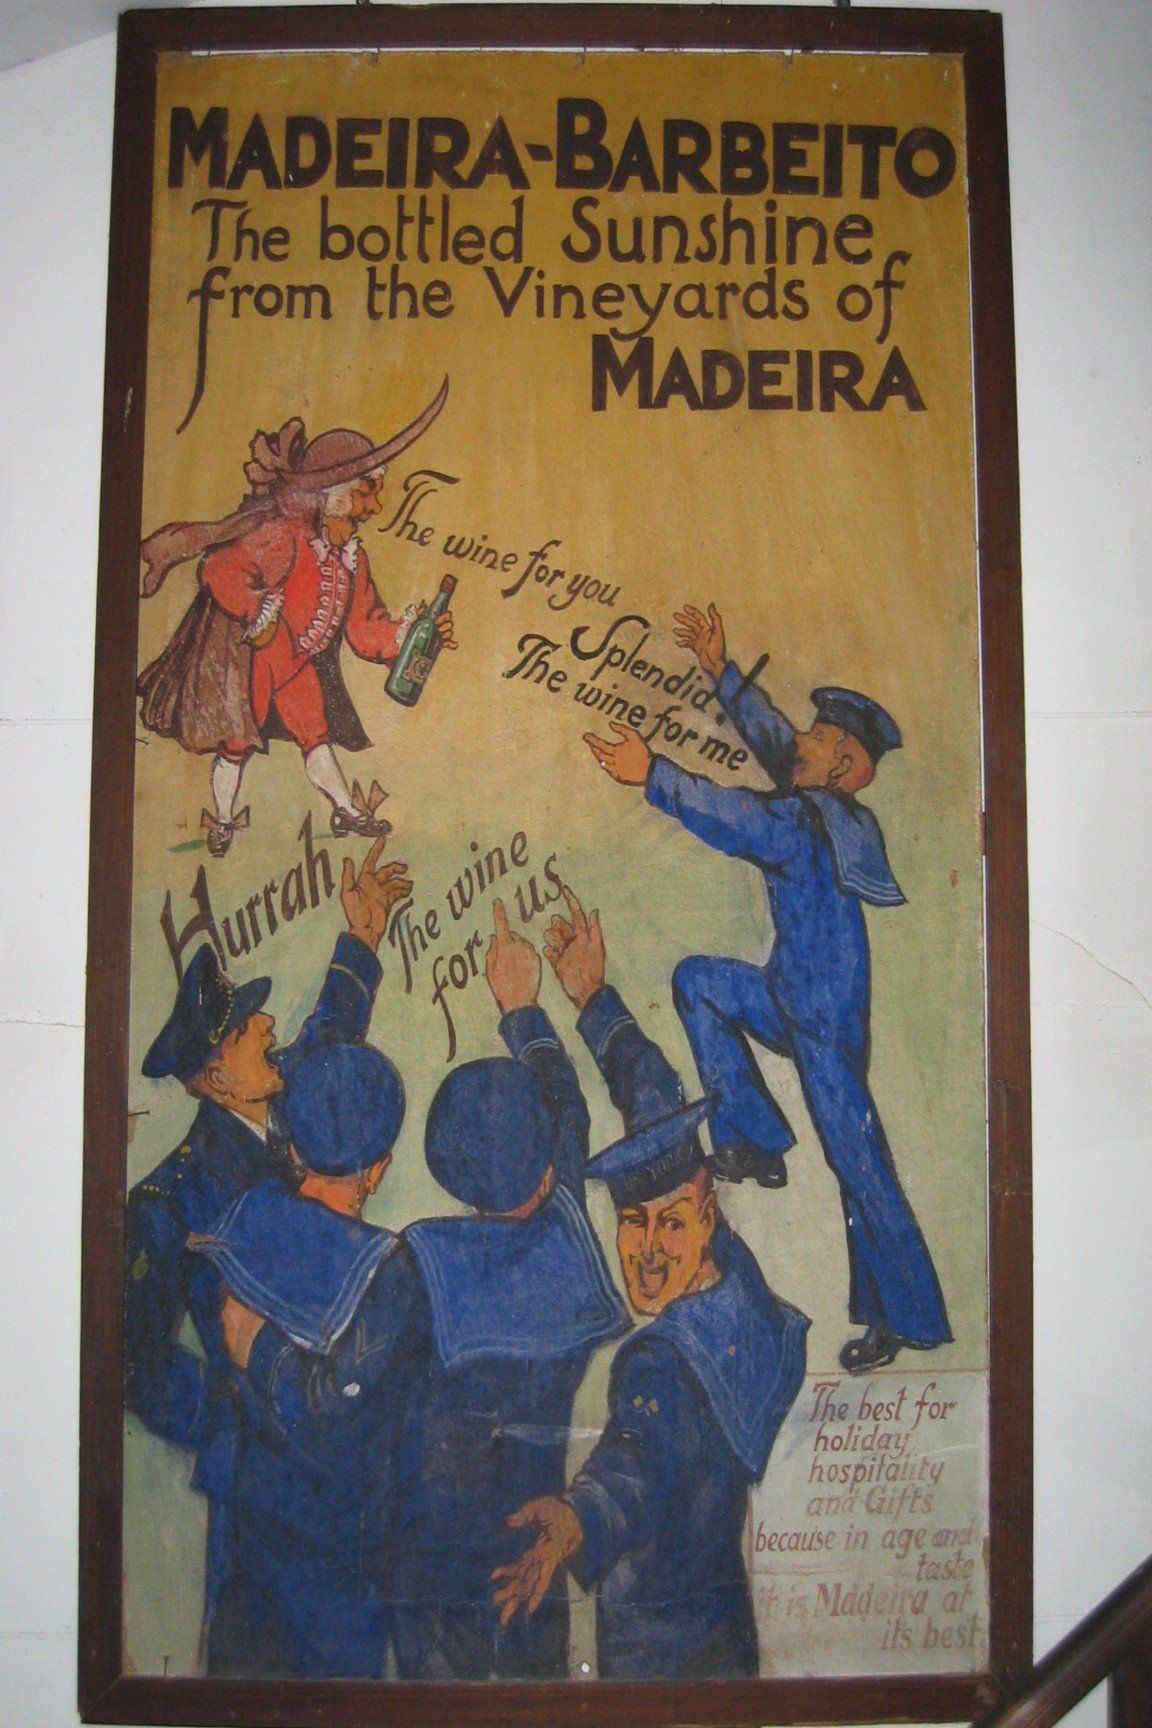 MADEIRA-BARBEITO
The bottled Sunshine
from the Vineyards of
MADEIRA
The wine for you
Splendid!
The wine for me
Hurrah
The wine
for us
The best for
holiday
hospitality
and Gifts
because in age and
taste
it is Madeira at
its best